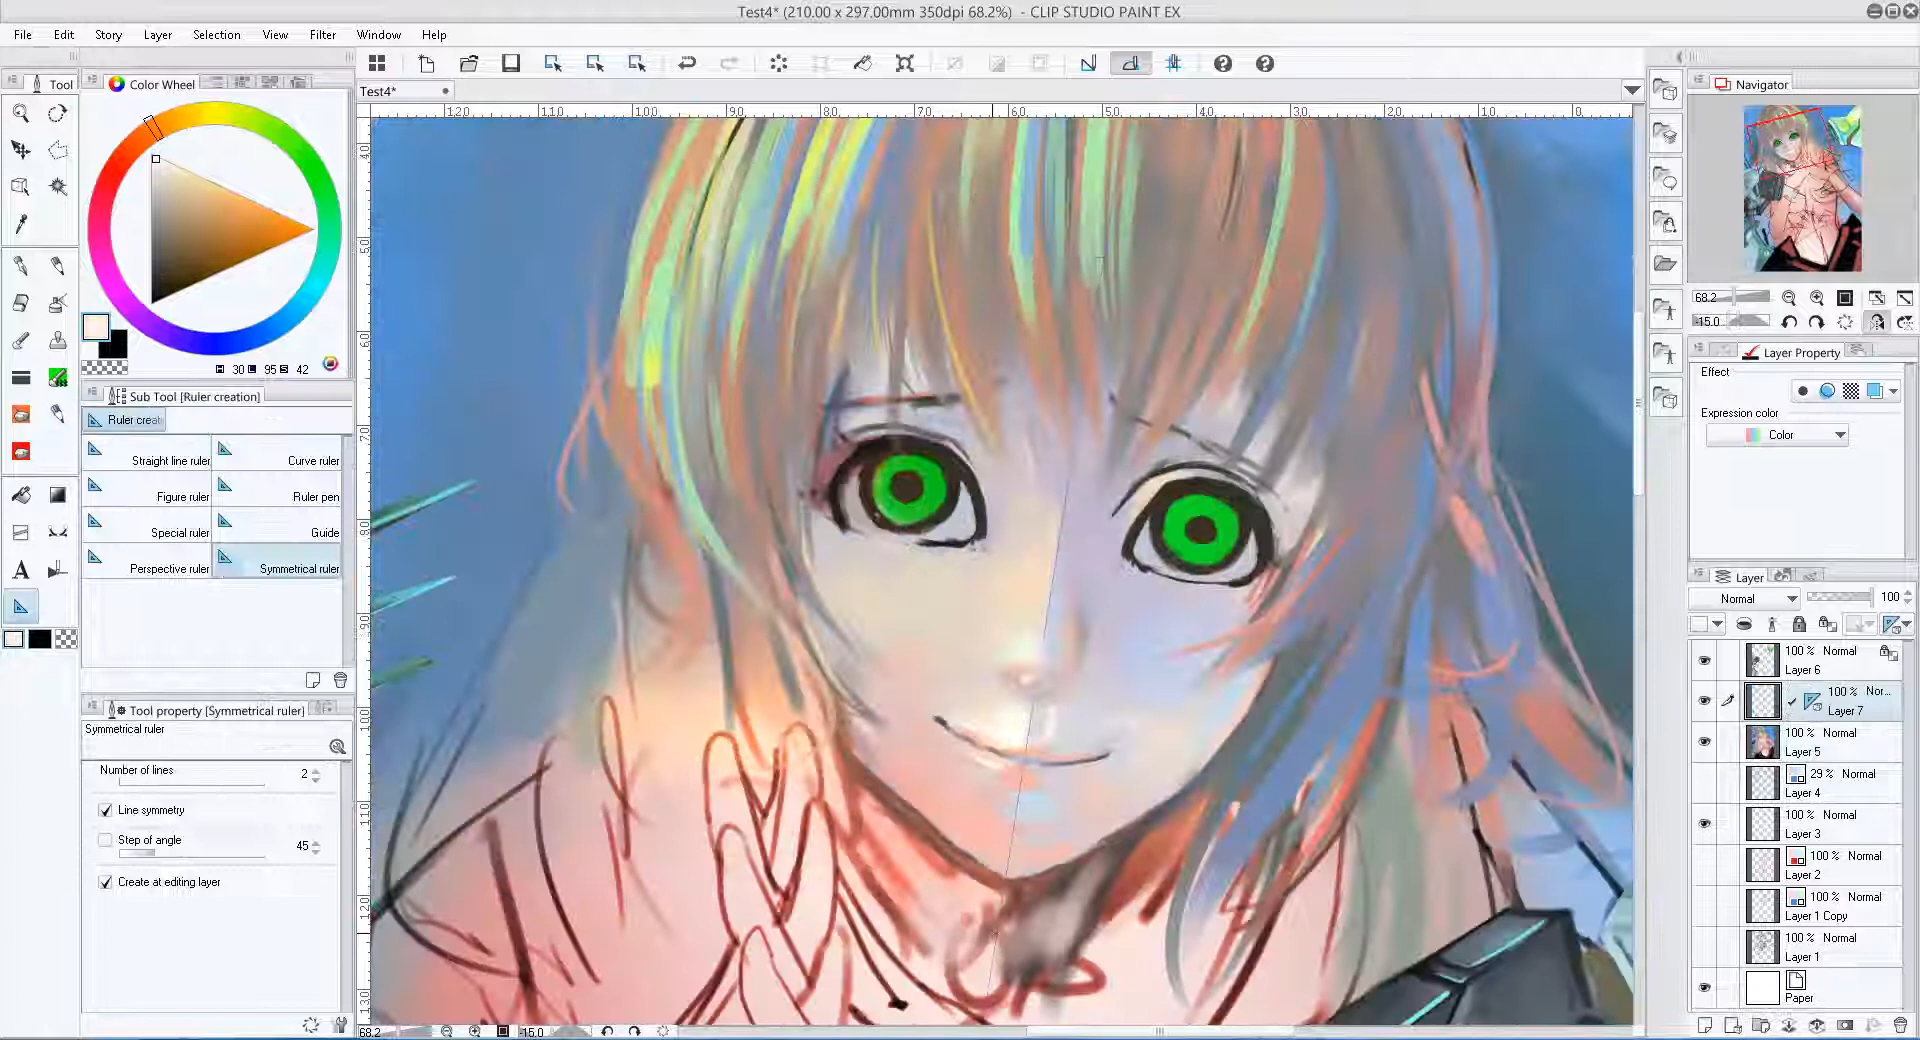 Test4* (210.00 x 297.00mm 350dpi 68.2%) - CLIP STUDIO PAINT EX
File Edit Story Layer Selection View Filter Window Help
Tool
Color Wheel
Test4*
Navigator
H 30 L 95 S 42
Sub Tool [Ruler creation]
Ruler creat
Straight line ruler
Curve ruler
Figure ruler
Ruler pen
Special ruler
Guide
Perspective ruler
Symmetrical ruler
Tool property [Symmetrical ruler]
Symmetrical ruler
Number of lines 2
Line symmetry
Step of angle 45
Create at editing layer
68.2 -15.0
68.2
-15.0
Layer Property
Effect
Expression color
Color
Layer
Normal 100
100 % Normal
Layer 6
100 % Nor...
Layer 7
100 % Normal
Layer 5
29 % Normal
Layer 4
100 % Normal
Layer 3
100 % Normal
Layer 2
100 % Normal
Layer 1 Copy
100 % Normal
Layer 1
Paper